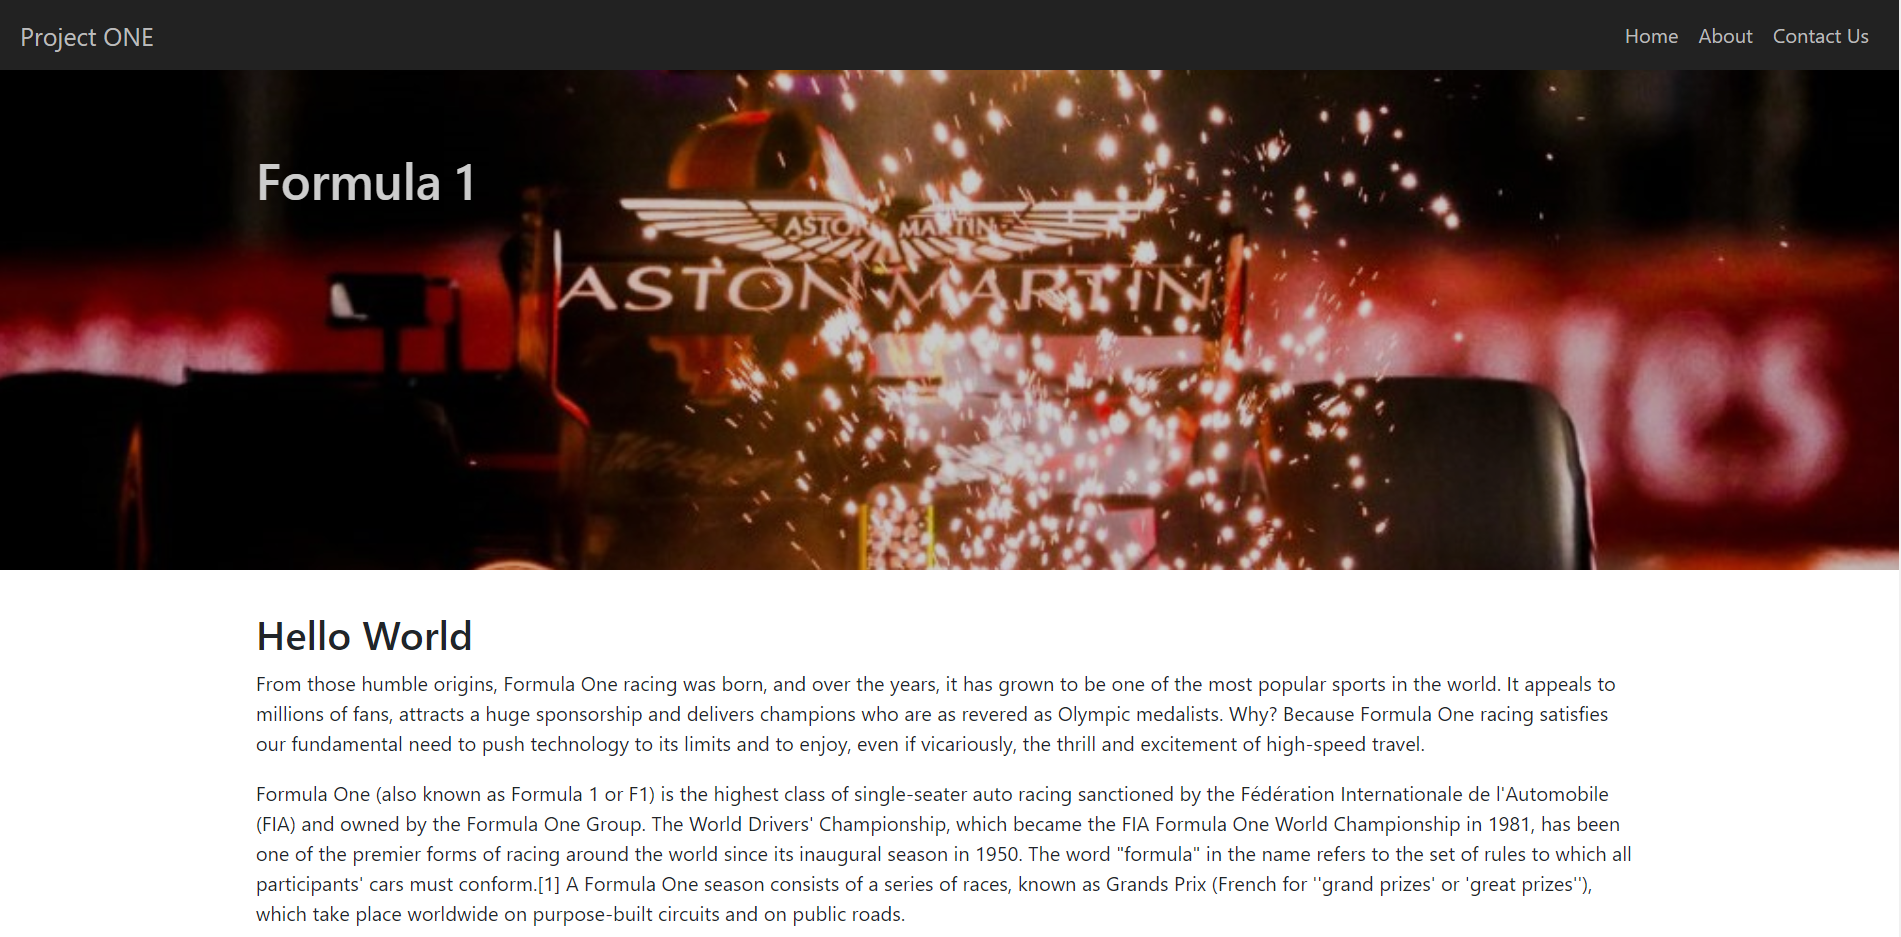 Project ONE
Home About Contact Us
Formula 1
ASTON MARTIN
ASTON MARTIN
Hello World
From those humble origins, Formula One racing was born, and over the years, it has grown to be one of the most popular sports in the world. It appeals to
millions of fans, attracts a huge sponsorship and delivers champions who are as revered as Olympic medalists. Why? Because Formula One racing satisfies
our fundamental need to push technology to its limits and to enjoy, even if vicariously, the thrill and excitement of high-speed travel.
Formula One (also known as Formula 1 or F1) is the highest class of single-seater auto racing sanctioned by the Fédération Internationale de l'Automobile
(FIA) and owned by the Formula One Group. The World Drivers' Championship, which became the FIA Formula One World Championship in 1981, has been
one of the premier forms of racing around the world since its inaugural season in 1950. The word "formula" in the name refers to the set of rules to which all
participants' cars must conform.[1] A Formula One season consists of a series of races, known as Grands Prix (French for ''grand prizes' or 'great prizes''),
which take place worldwide on purpose-built circuits and on public roads.